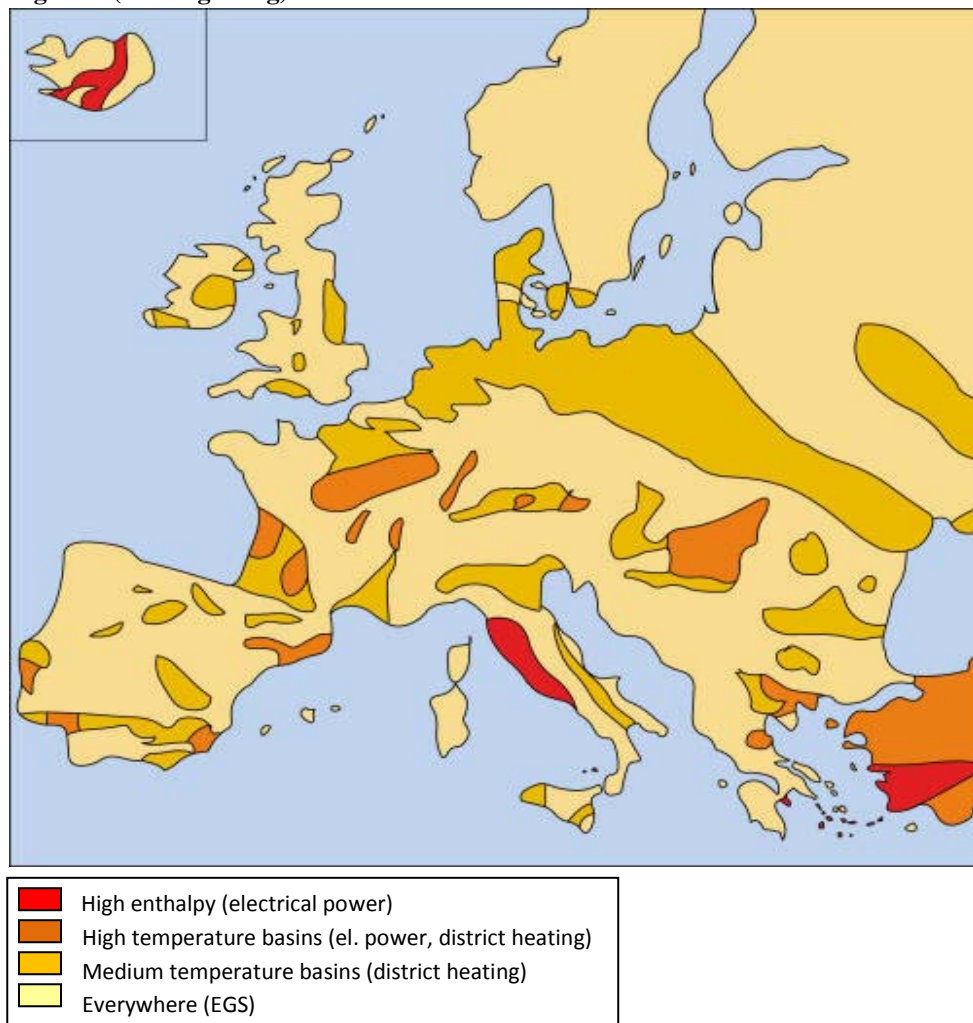 High enthalpy (electrical power)
High temperature basins (el. power, district heating)
Medium temperature basins (district heating)
Everywhere (EGS)